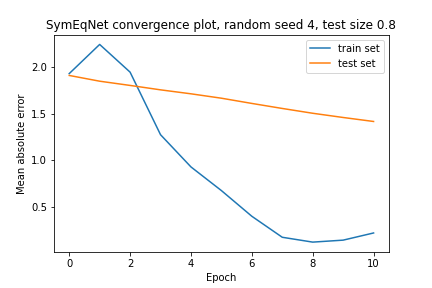 SymEqNet convergence plot, random seed 4, test size 0.8
train set
test set
2.0
1.5
1.0
0.5
Mean absolute error
0
2
4
6
8
10
Epoch